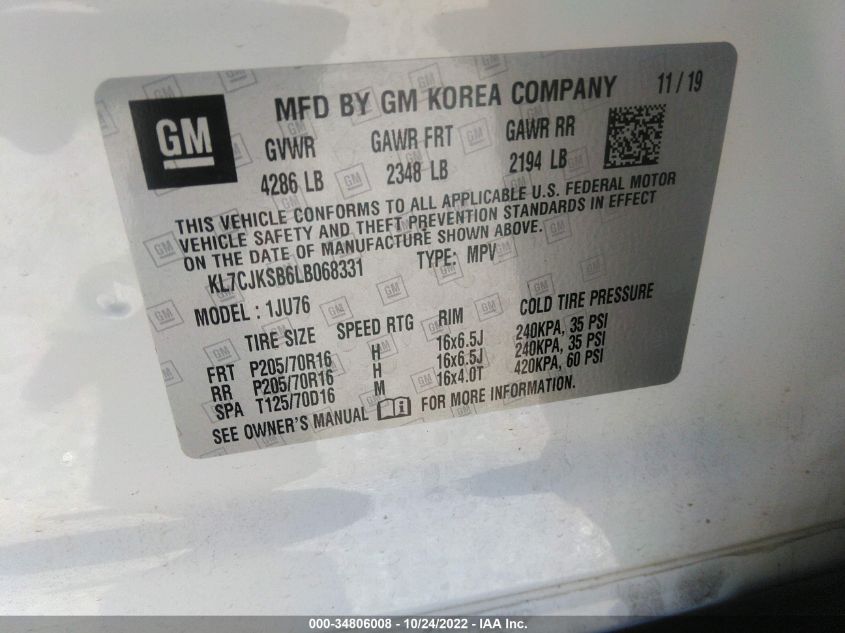 MFD BY GM KOREA COMPANY 11 / 19
GM
GVWR GAWR FRT GAWR RR
4286 LB 2348 LB 2194 LB
THIS VEHICLE CONFORMS TO ALL APPLICABLE U.S. FEDERAL MOTOR
VEHICLE SAFETY AND THEFT PREVENTION STANDARDS IN EFFECT
ON THE DATE OF MANUFACTURE SHOWN ABOVE.
KL7CJKSB6LB068331 TYPE: MPV
MODEL : 1JU76
TIRE SIZE SPEED RTG RIM COLD TIRE PRESSURE
FRT P205/70R16 H 16x6.5J 240KPA, 35 PSI
RR P205/70R16 H 16x6.5J 240KPA, 35 PSI
SPA T125/70D16 M 16x4.0T 420KPA, 60 PSI
SEE OWNER'S MANUAL FOR MORE INFORMATION.
000-34806008 - 10/24/2022 - IAA Inc.